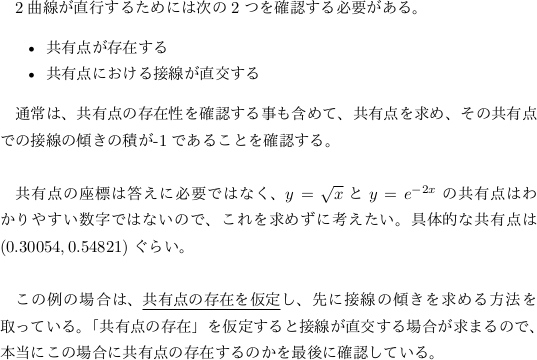 2 曲線が直行するためには次の 2 つを確認する必要がある。
• 共有点が存在する
• 共有点における接線が直交する
通常は、共有点の存在性を確認する事も含めて、共有点を求め、その共有点
での接線の傾きの積が-1 であることを確認する。
共有点の座標は答えに必要ではなく、y = √x と y = e^{-2x} の共有点はわ
かりやすい数字ではないので、これを求めずに考えたい。具体的な共有点は
(0.30054, 0.54821) ぐらい。
この例の場合は、共有点の存在を仮定し、先に接線の傾きを求める方法を
取っている。「共有点の存在」を仮定すると接線が直交する場合が求まるので、
本当にこの場合に共有点の存在するのかを最後に確認している。